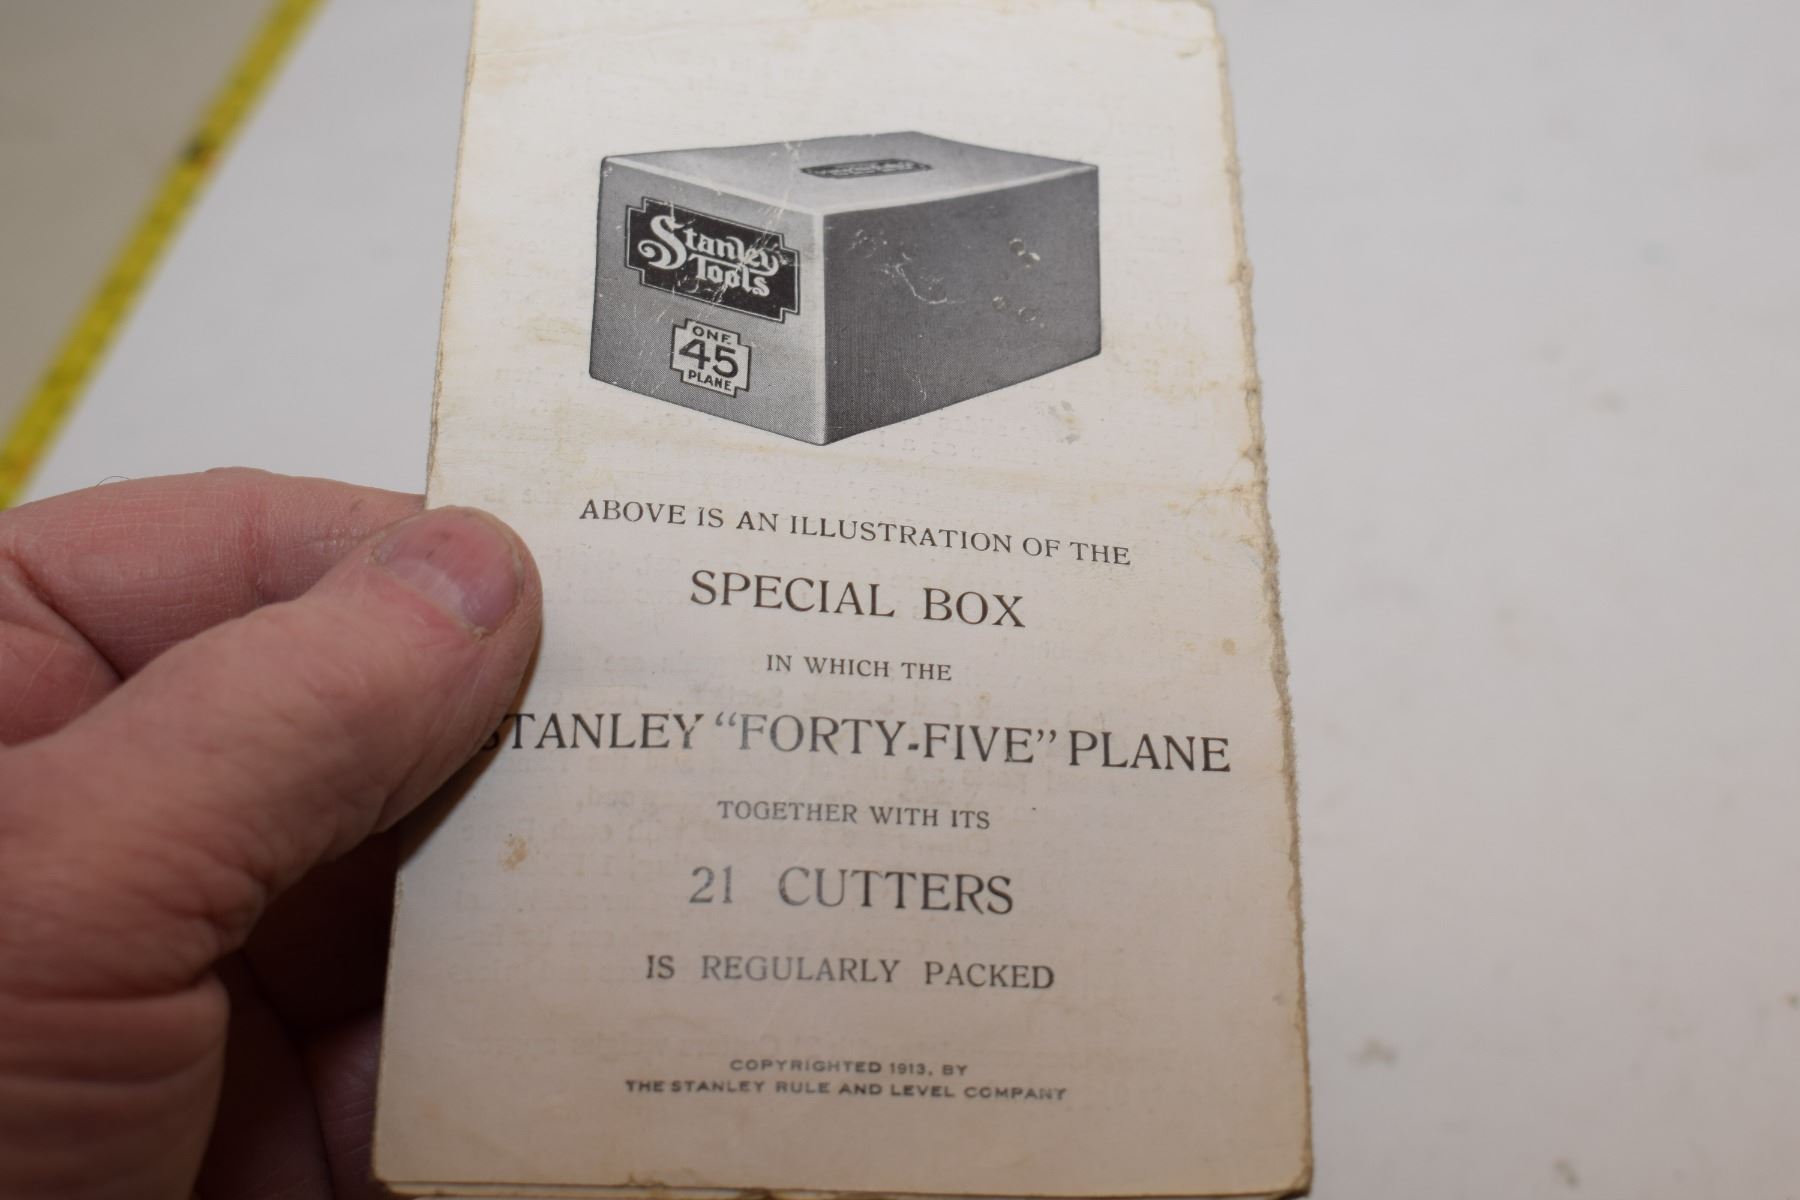 Stanley
Tools
ONE
45
PLANE
ABOVE IS AN ILLUSTRATION OF THE
SPECIAL BOX
IN WHICH THE
STANLEY "FORTY-FIVE" PLANE
TOGETHER WITH ITS
21 CUTTERS
IS REGULARLY PACKED
COPYRIGHTED 1913, BY
THE STANLEY RULE AND LEVEL COMPANY